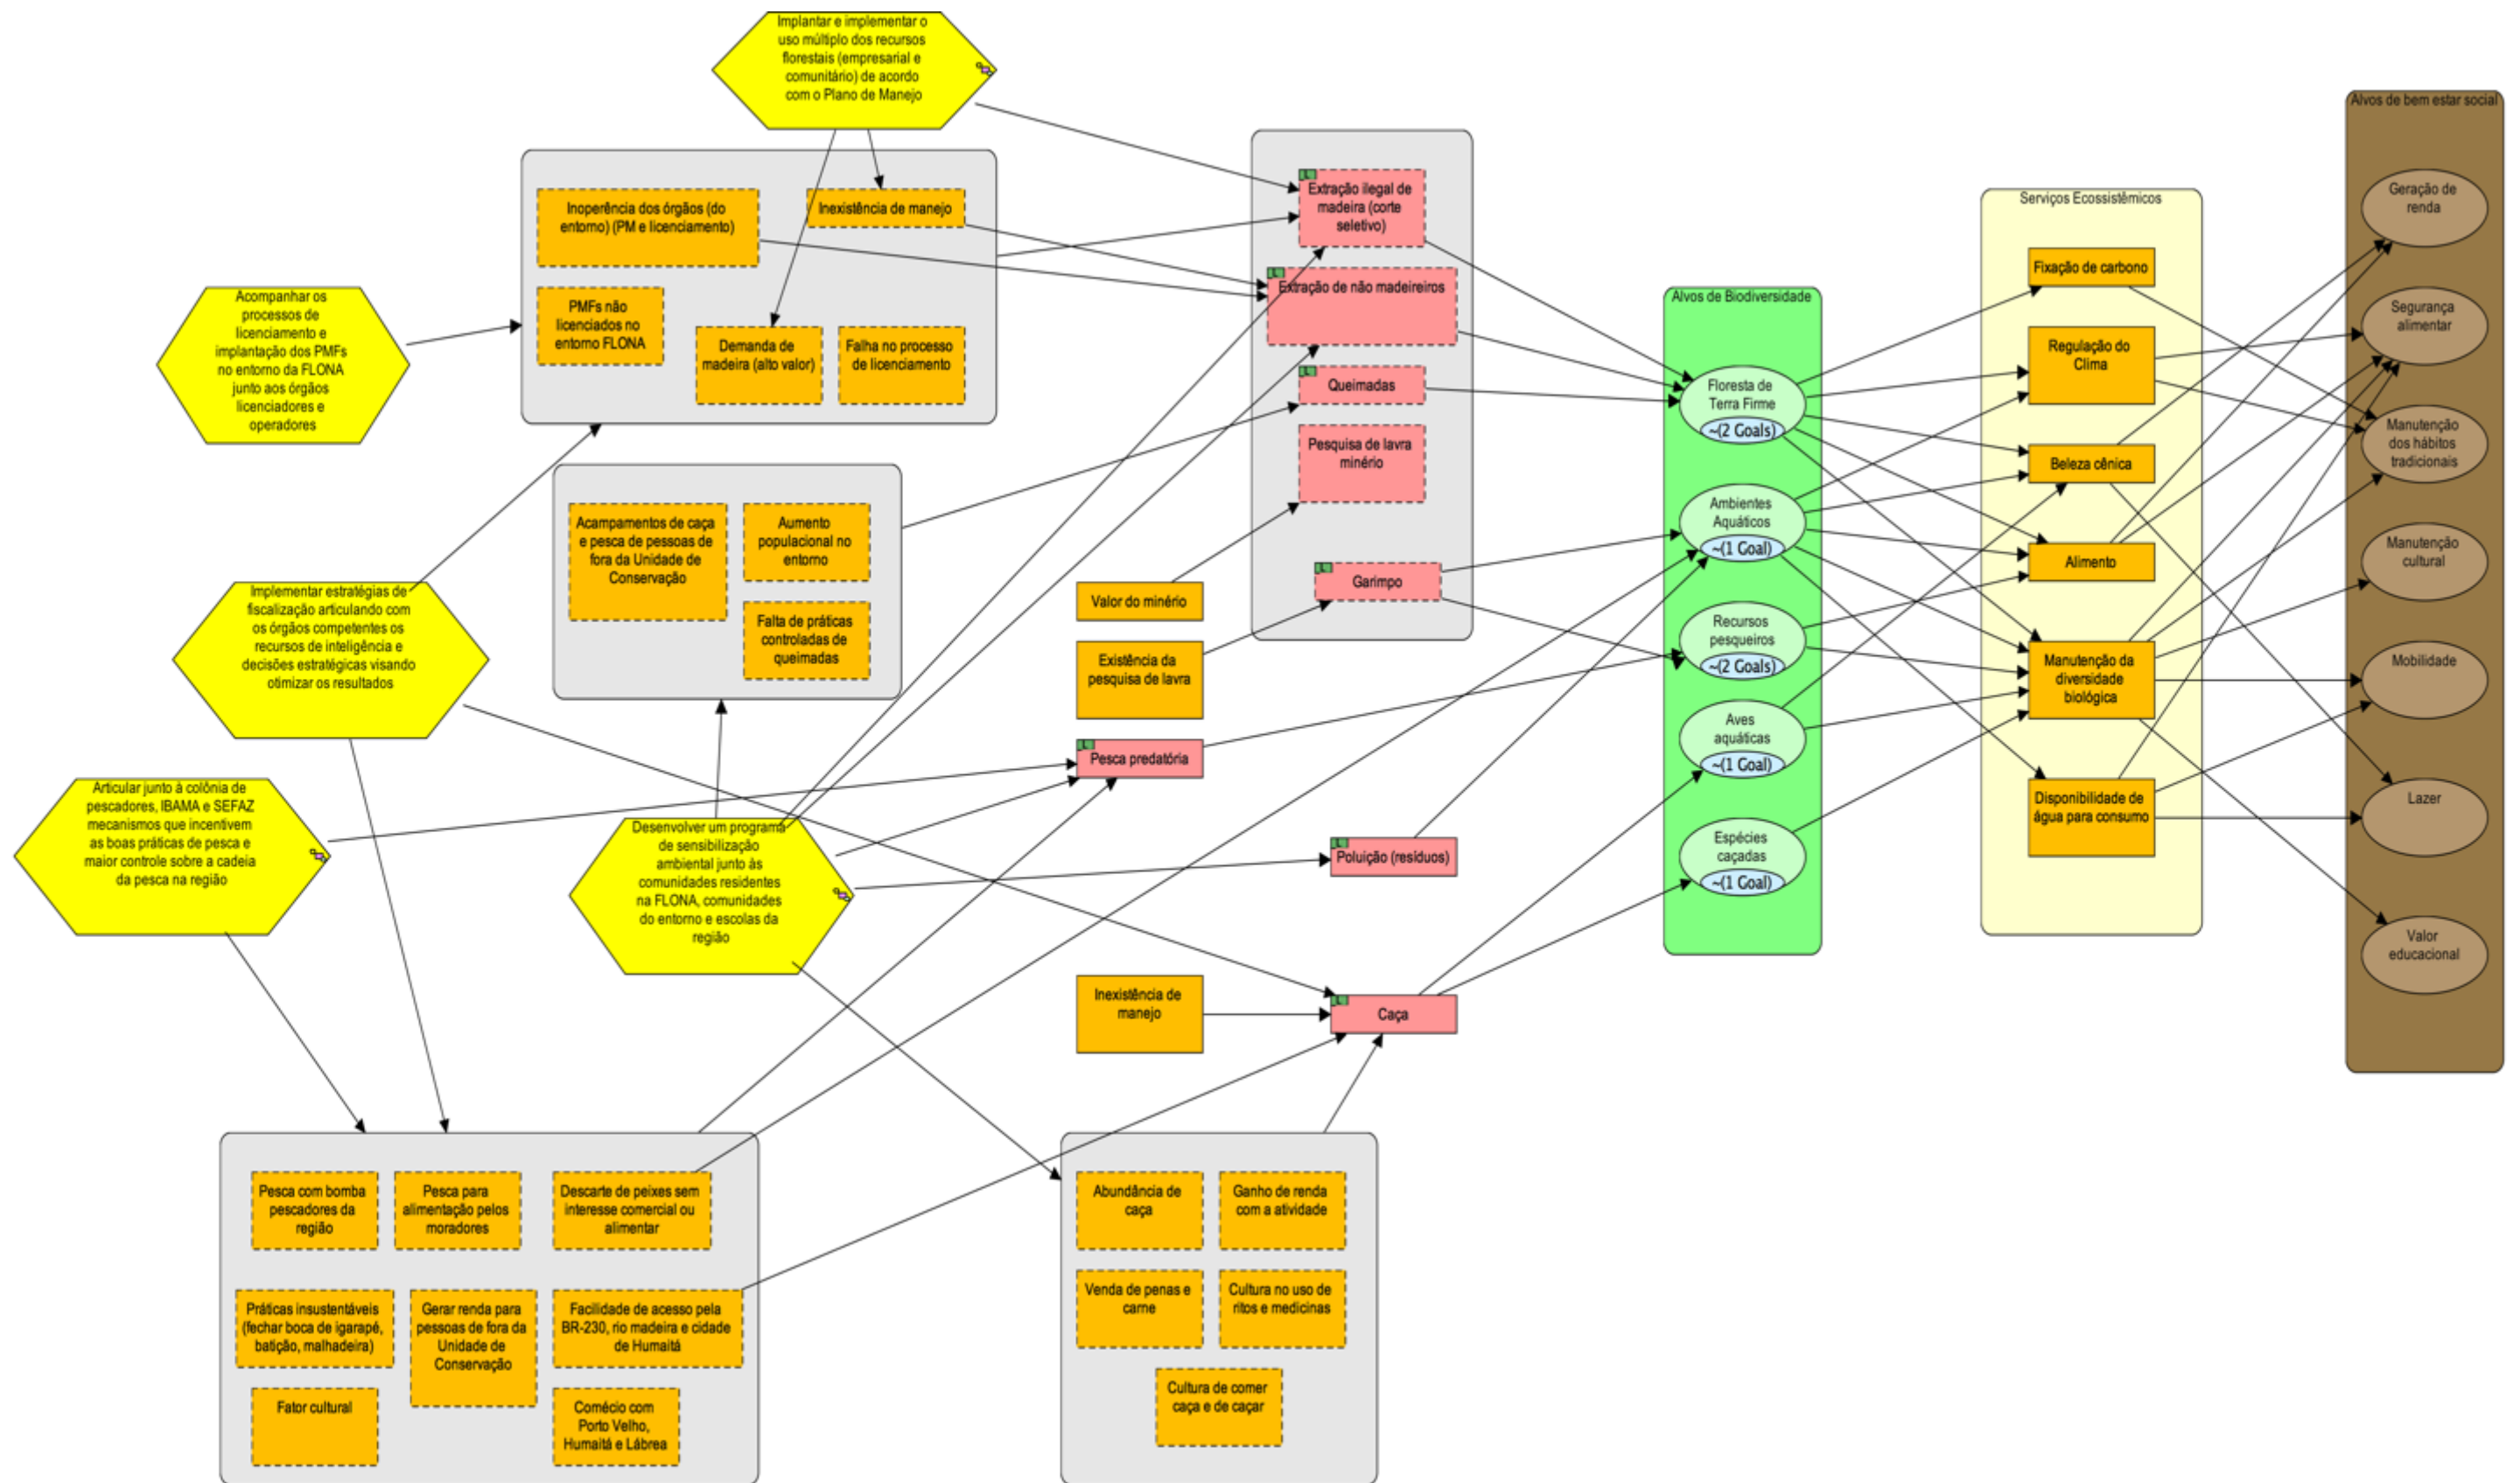 Implantar e implementar o
uso múltiplo dos recursos
florestais (empresarial e
comunitário) de acordo
com o Plano de Manejo
Acompanhar os
processos de
licenciamento e
implantação dos PMFs
no entorno da FLONA
junto aos órgãos
licenciadores e
operadores
Implementar estratégias de
fiscalização articulando com
os órgãos competentes os
recursos de inteligência e
decisões estratégicas visando
otimizar os resultados
Articular junto à colônia de
pescadores, IBAMA e SEFAZ
mecanismos que incentivem
as boas práticas de pesca e
maior controle sobre a cadeia
da pesca na região
Desenvolver um programa
de sensibilização
ambiental junto às
comunidades residentes
na FLONA, comunidades
do entorno e escolas da
região
Inoperência dos órgãos (do
entorno) (PM e licenciamento)
Inexistência de manejo
PMFs não
licenciados no
entorno FLONA
Demanda de
madeira (alto valor)
Falha no processo
de licenciamento
Acampamentos de caça
e pesca de pessoas de
fora da Unidade de
Conservação
Aumento
populacional no
entorno
Falta de práticas
controladas de
queimadas
Valor do minério
Existência da
pesquisa de lavra
L
Pesca predatória
Inexistência de
manejo
L
Extração ilegal de
madeira (corte
seletivo)
L
Extração de não madeireiros
L
Queimadas
Pesquisa de lavra
minério
L
Garimpo
L
Poluição (resíduos)
L
Caça
Pesca com bomba
pescadores da
região
Pesca para
alimentação pelos
moradores
Descarte de peixes sem
interesse comercial ou
alimentar
Práticas insustentáveis
(fechar boca de igarapé,
batição, malhadeira)
Gerar renda para
pessoas de fora da
Unidade de
Conservação
Facilidade de acesso pela
BR-230, rio madeira e cidade
de Humaitá
Fator cultural
Comécio com
Porto Velho,
Humaitá e Lábrea
Abundância de
caça
Ganho de renda
com a atividade
Venda de penas e
carne
Cultura no uso de
ritos e medicinas
Cultura de comer
caça e de caçar
Alvos de Biodiversidade
Floresta de
Terra Firme
~(2 Goals)
Ambientes
Aquáticos
~(1 Goal)
Recursos
pesqueiros
~(2 Goals)
Aves
aquáticas
~(1 Goal)
Espécies
caçadas
~(1 Goal)
Serviços Ecossistêmicos
Fixação de carbono
Regulação do
Clima
Beleza cênica
Alimento
Manutenção da
diversidade
biológica
Disponibilidade de
água para consumo
Alvos de bem estar social
Geração de
renda
Segurança
alimentar
Manutenção
dos hábitos
tradicionais
Manutenção
cultural
Mobilidade
Lazer
Valor
educacional